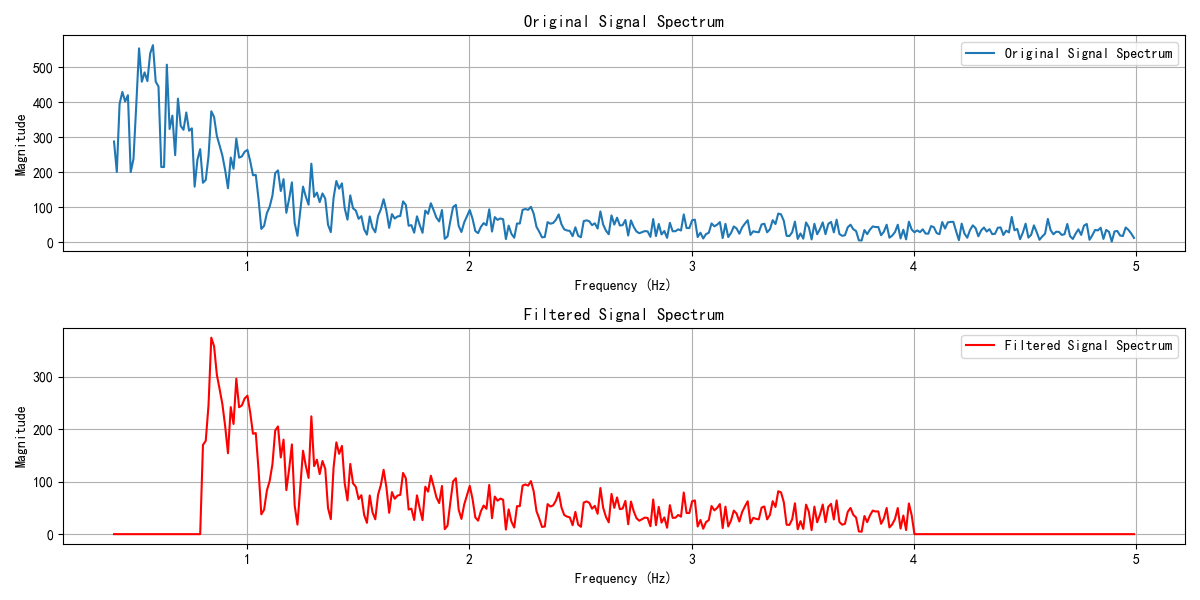 Original Signal Spectrum
Original Signal Spectrum
Magnitude
500
400
300
200
100
0
1
2
3
4
5
Frequency (Hz)
Filtered Signal Spectrum
Filtered Signal Spectrum
Magnitude
300
200
100
0
1
2
3
4
5
Frequency (Hz)